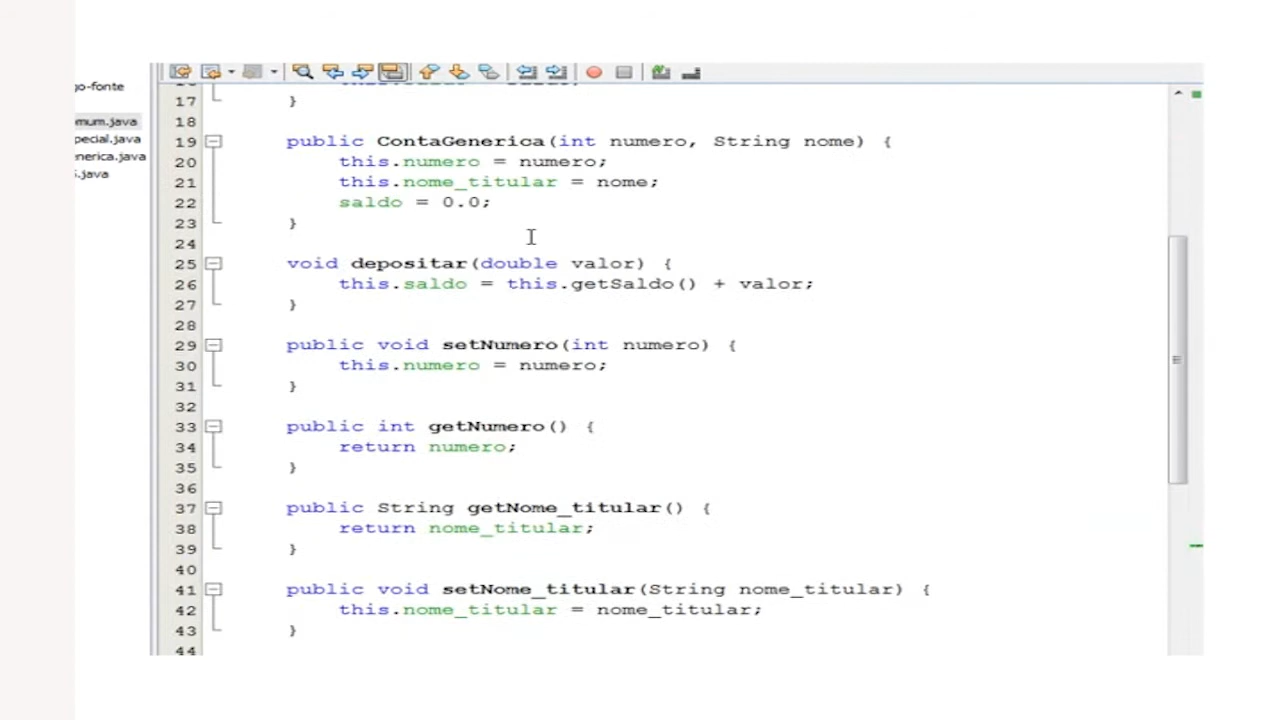 go-fonte
mum.java
pecial.java
nerica.java
.java
17 }
18
19 public ContaGenerica(int numero, String nome) {
20 this.numero = numero;
21 this.nome_titular = nome;
22 saldo = 0.0;
23 }
24
25 void depositar(double valor) {
26 this.saldo = this.getSaldo() + valor;
27 }
28
29 public void setNumero(int numero) {
30 this.numero = numero;
31 }
32
33 public int getNumero() {
34 return numero;
35 }
36
37 public String getNome_titular() {
38 return nome_titular;
39 }
40
41 public void setNome_titular(String nome_titular) {
42 this.nome_titular = nome_titular;
43 }
44